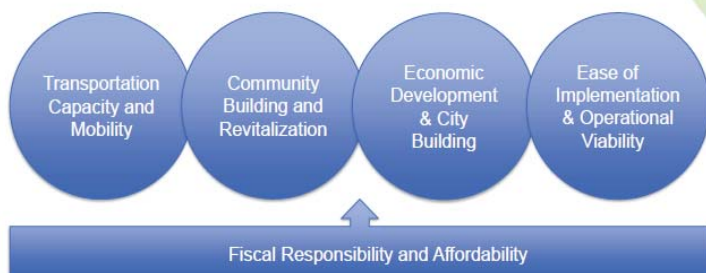 Transportation
Capacity and
Mobility
Community
Building and
Revitalization
Economic
Development
& City
Building
Ease of
Implementation
& Operational
Viability
Fiscal Responsibility and Affordability